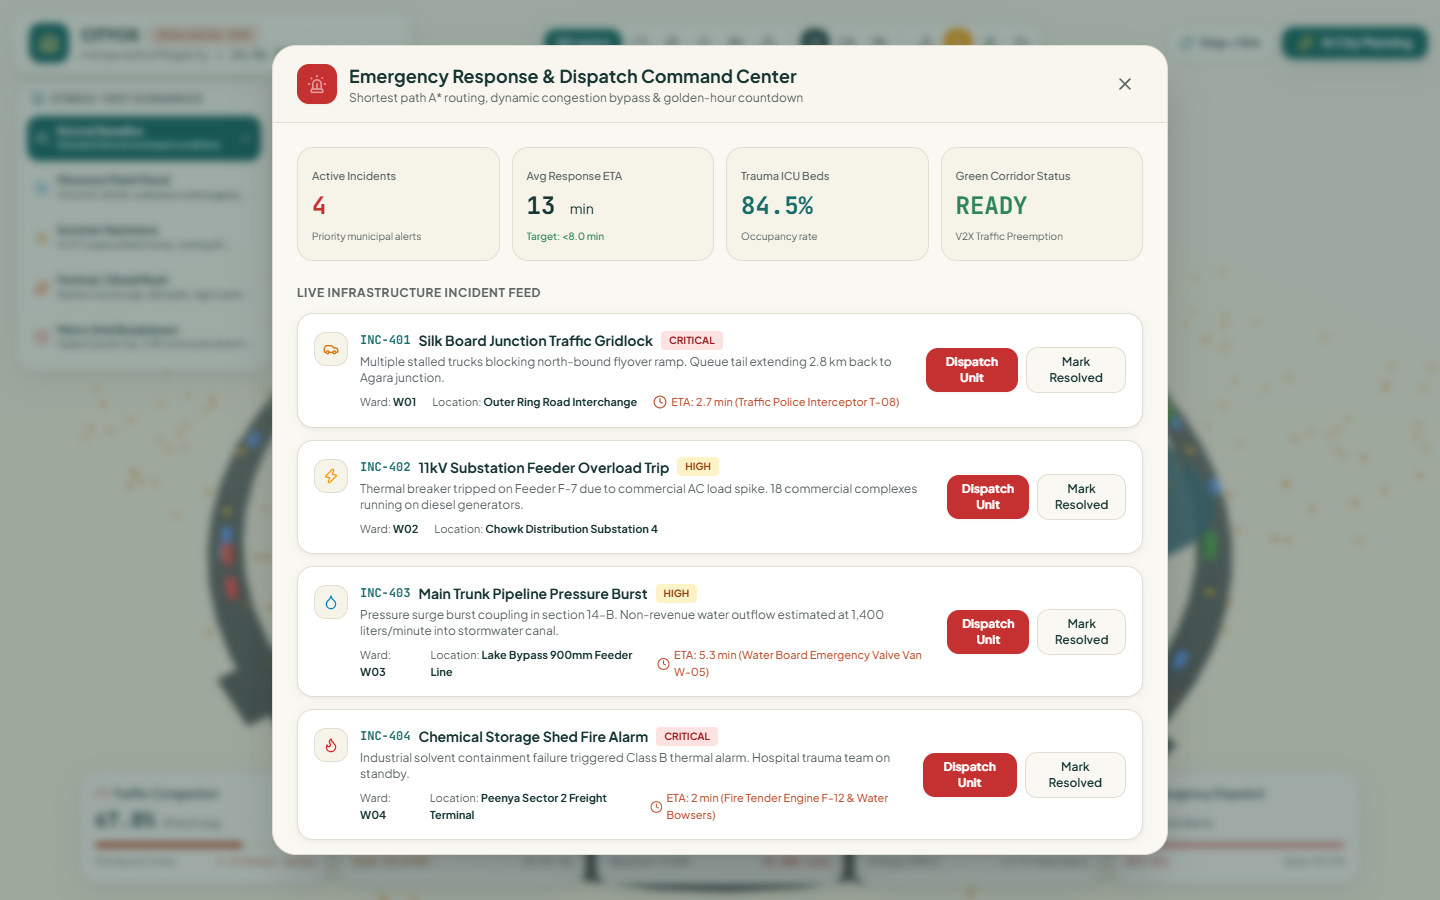 Emergency Response & Dispatch Command Center
Shortest path A* routing, dynamic congestion bypass & golden-hour countdown
Active Incidents
4
Priority municipal alerts
Avg Response ETA
13 min
Target: <8.0 min
Trauma ICU Beds
84.5%
Occupancy rate
Green Corridor Status
READY
V2X Traffic Preemption
LIVE INFRASTRUCTURE INCIDENT FEED
INC-401 Silk Board Junction Traffic Gridlock CRITICAL
Multiple stalled trucks blocking north-bound flyover ramp. Queue tail extending 2.8 km back to
Agara junction.
Ward: W01 Location: Outer Ring Road Interchange ETA: 2.7 min (Traffic Police Interceptor T-08)
Dispatch
Unit
Mark
Resolved
INC-402 11kV Substation Feeder Overload Trip HIGH
Thermal breaker tripped on Feeder F-7 due to commercial AC load spike. 18 commercial complexes
running on diesel generators.
Ward: W02 Location: Chowk Distribution Substation 4
Dispatch
Unit
Mark
Resolved
INC-403 Main Trunk Pipeline Pressure Burst HIGH
Pressure surge burst coupling in section 14-B. Non-revenue water outflow estimated at 1,400
liters/minute into stormwater canal.
Ward:
W03
Location: Lake Bypass 900mm Feeder
Line
ETA: 5.3 min (Water Board Emergency Valve Van
W-05)
Dispatch
Unit
Mark
Resolved
INC-404 Chemical Storage Shed Fire Alarm CRITICAL
Industrial solvent containment failure triggered Class B thermal alarm. Hospital trauma team on
standby.
Ward:
W04
Location: Peenya Sector 2 Freight
Terminal
ETA: 2 min (Fire Tender Engine F-12 & Water
Bowsers)
Dispatch
Unit
Mark
Resolved
AI City Planning
Traffic Congestion
67.8%